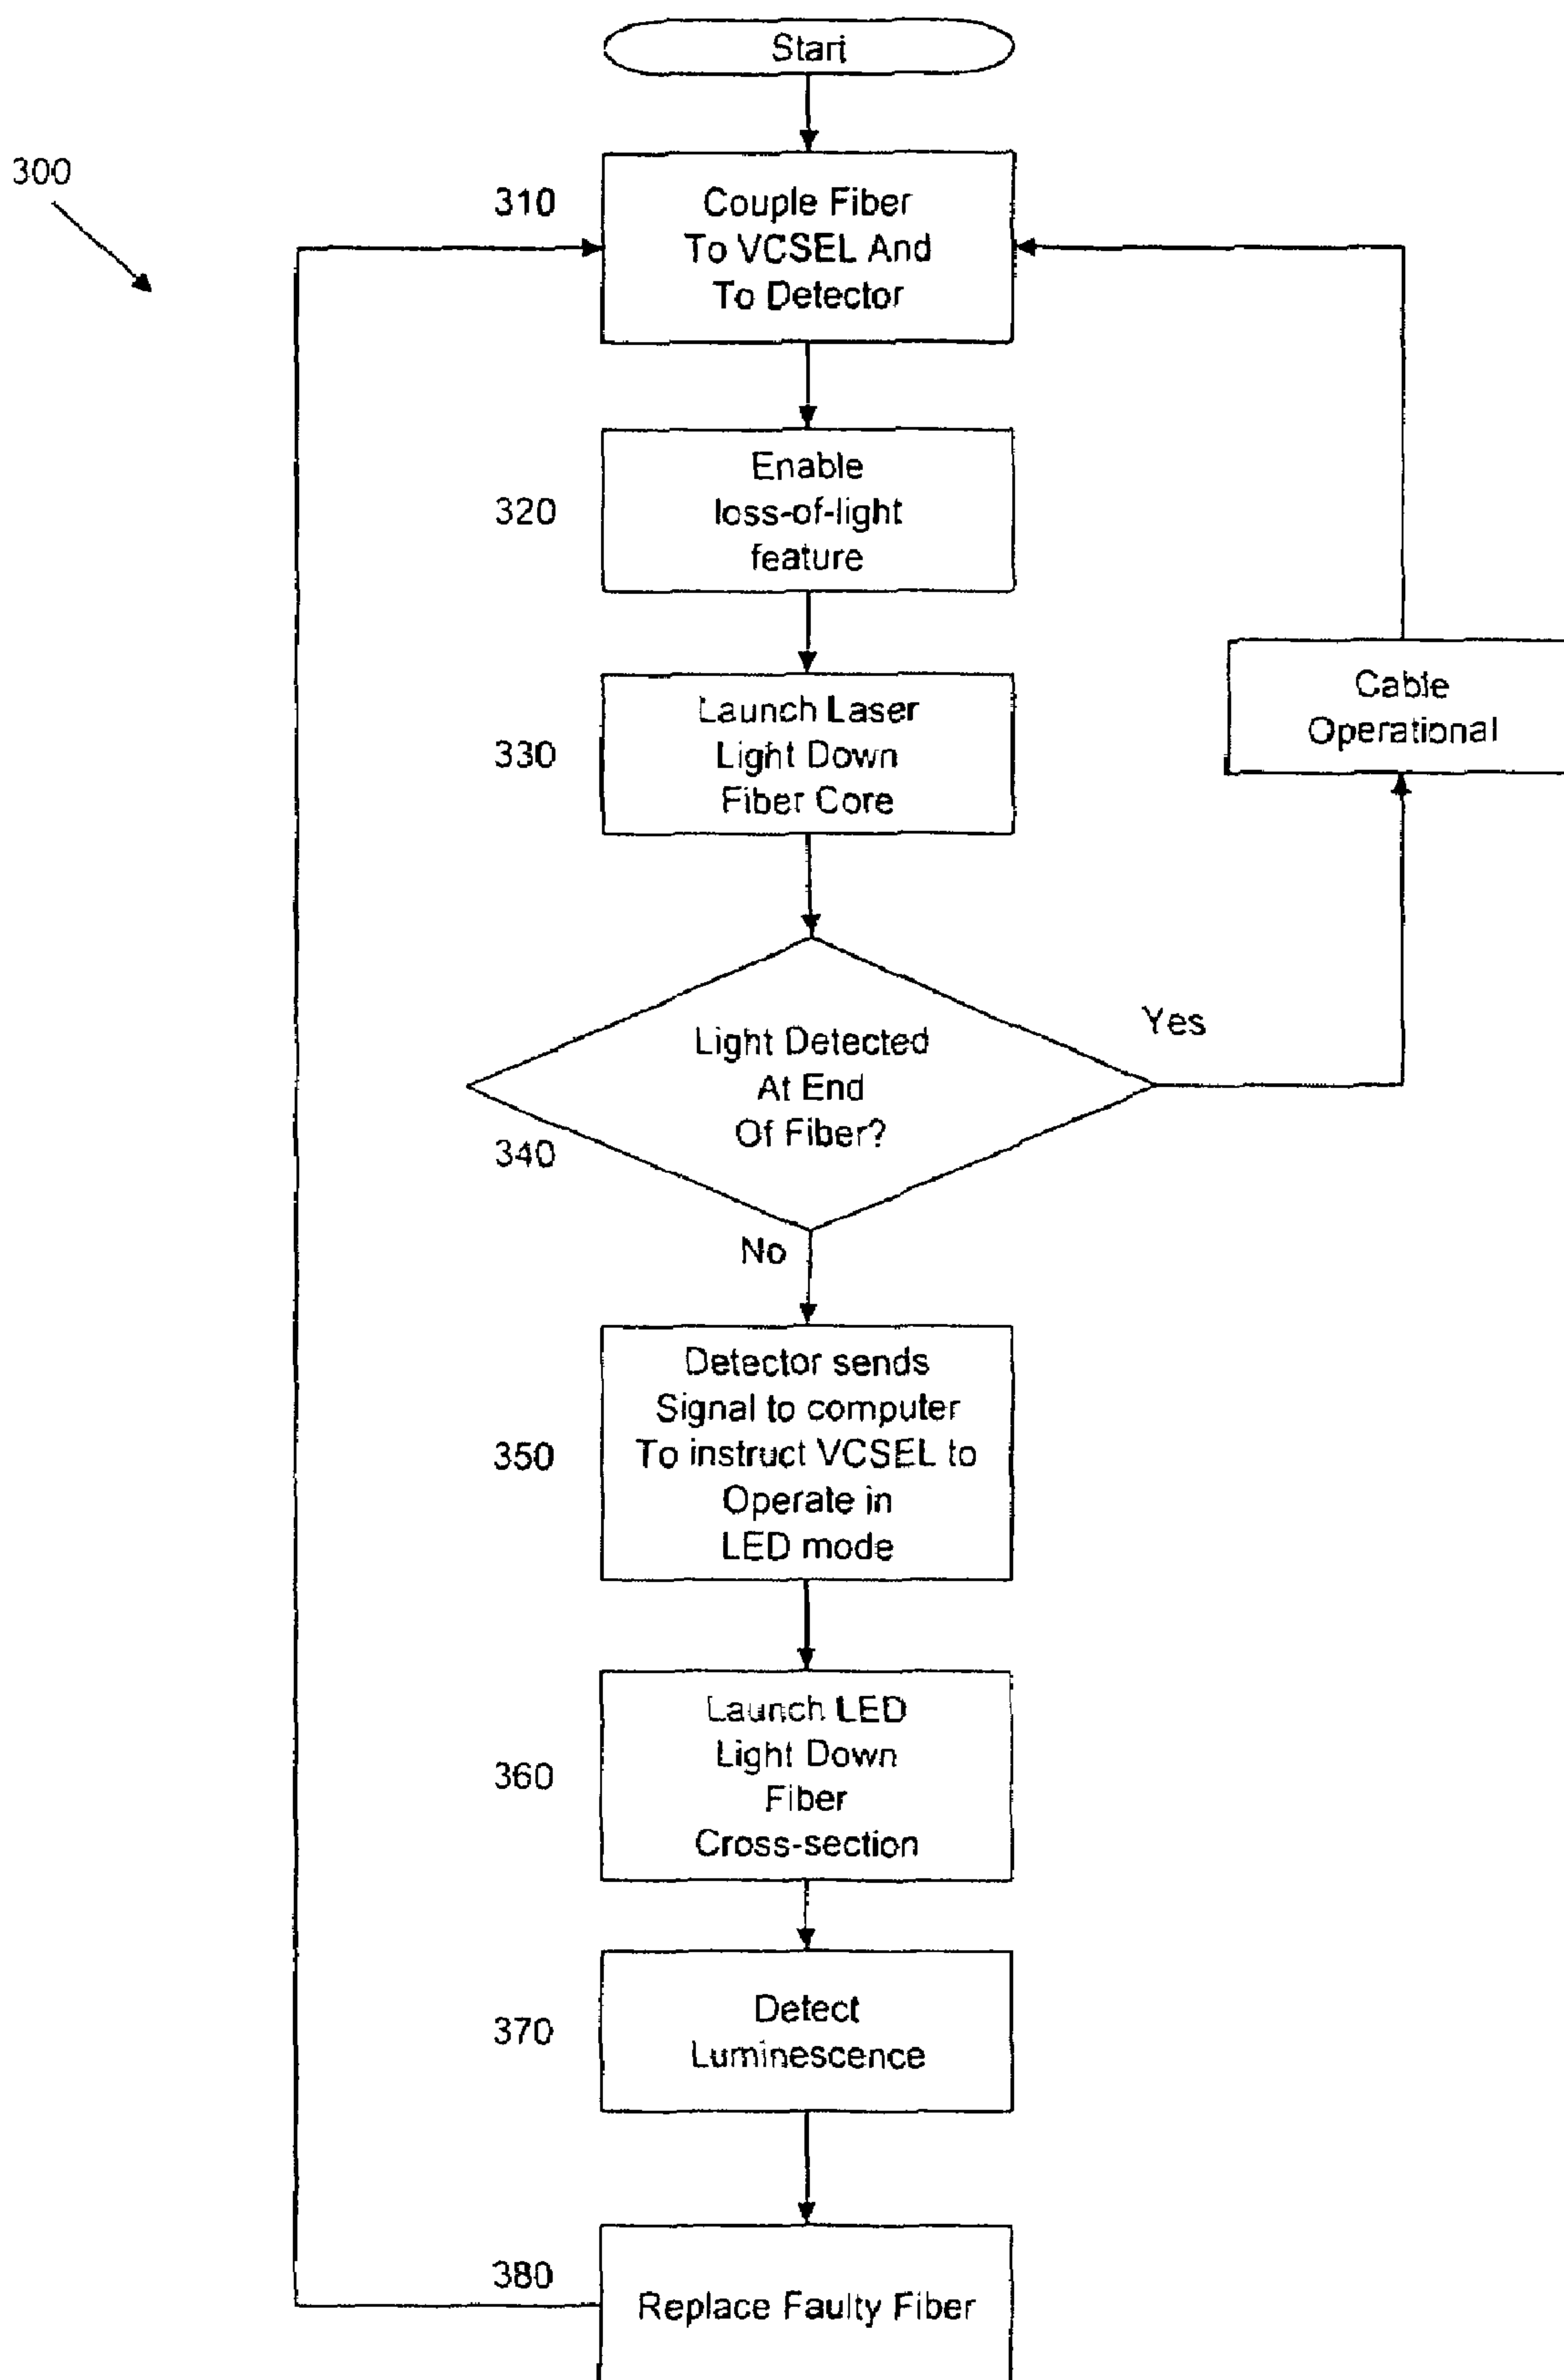 Start
300
310
Couple Fiber
To VCSEL And
To Detector
320
Enable
loss-of-light
feature
330
Launch Laser
Light Down
Fiber Core
Cable
Operational
Light Detected
At End
Of Fiber?
Yes
340
No
350
Detector sends
Signal to computer
To instruct VCSEL to
Operate in
LED mode
360
Launch LED
Light Down
Fiber
Cross-section
370
Detect
Luminescence
380
Replace Faulty Fiber